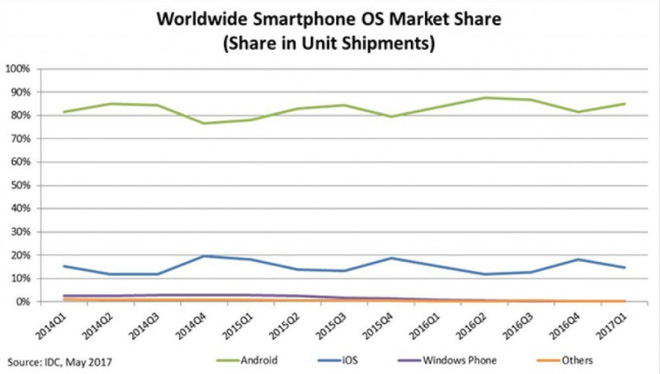 Worldwide Smartphone OS Market Share
(Share in Unit Shipments)
100%
90%
80%
70%
60%
50%
40%
30%
20%
10%
0%
2014Q1 2014Q2 2014Q3 2014Q4 2015Q1 2015Q2 2015Q3 2015Q4 2016Q1 2016Q2 2016Q3 2016Q4 2017Q1
Source: IDC, May 2017 Android iOS Windows Phone Others